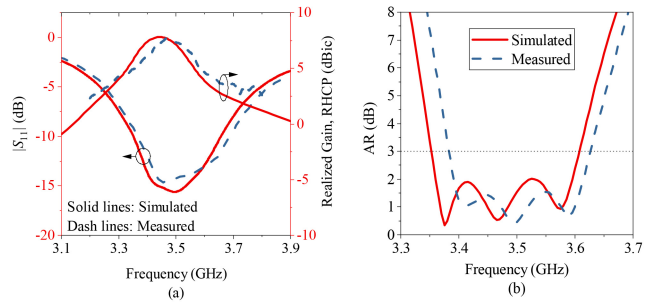 (a)
0
-5
-10
-15
-20
|S11| (dB)
10
5
0
-5
-10
Realized Gain, RHCP (dBic)
Solid lines: Simulated
Dash lines: Measured
3.1 3.3 3.5 3.7 3.9
Frequency (GHz)
(a)
8
7
6
5
4
3
2
1
0
AR (dB)
Simulated
Measured
3.3 3.4 3.5 3.6 3.7
Frequency (GHz)
(b)